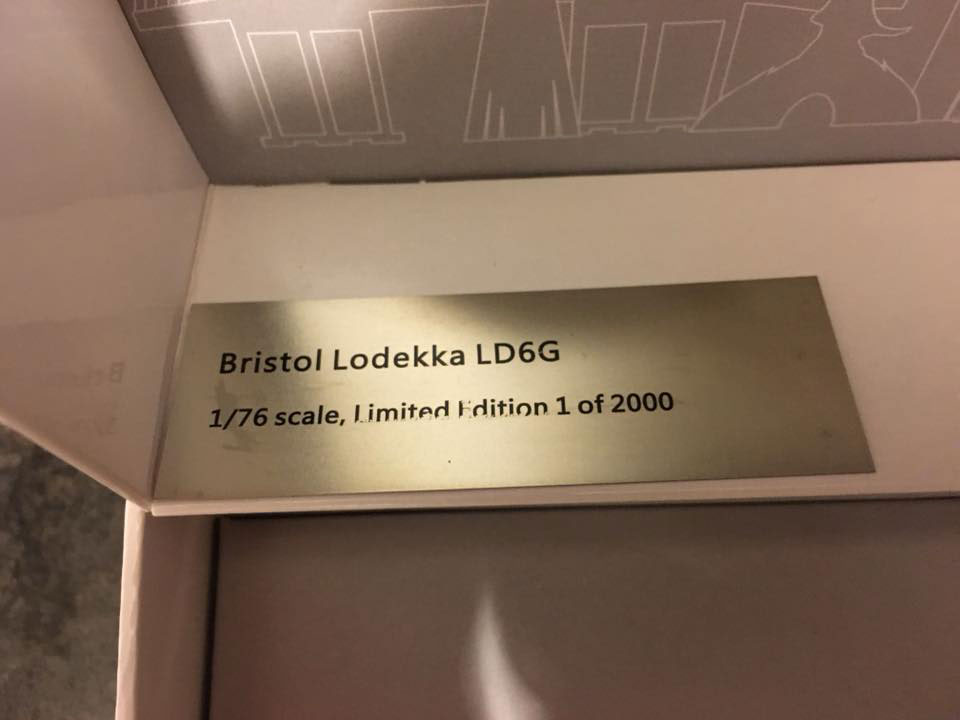 Bristol Lodekka LD6G
1/76 scale, Limited Edition 1 of 2000